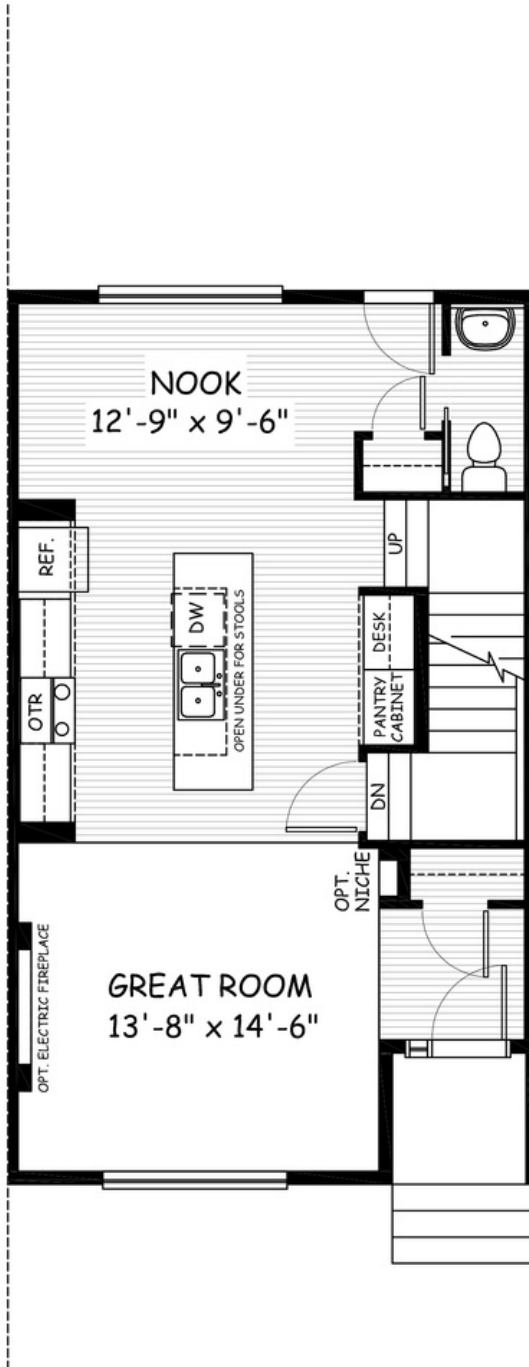 NOOK
12'-9" x 9'-6"
REF.
UP
DW
OPEN UNDER FOR STOOLS
DESK
OTR
PANTRY
CABINET
DN
OPT.
NICHE
OPT. ELECTRIC FIREPLACE
GREAT ROOM
13'-8" x 14'-6"